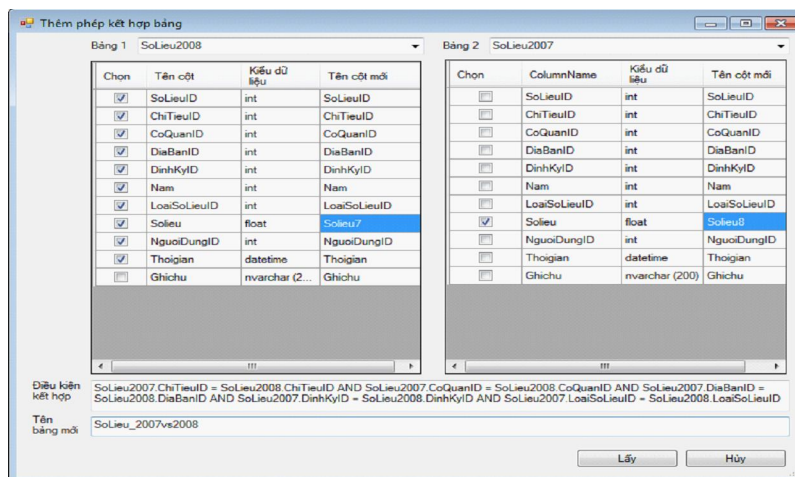 Thêm phép kết hợp bảng
Bảng 1 SoLieu2008 Bảng 2 SoLieu2007
Chọn Tên cột Kiểu dữ liệu Tên cột mới
SoLieuID int SoLieuID
ChiTieuID int ChiTieuID
CoQuanID int CoQuanID
DiaBanID int DiaBanID
DinhKyID int DinhKyID
Nam int Nam
LoaiSoLieuID int LoaiSoLieuID
Solieu float Solieu7
NguoiDungID int NguoiDungID
Thoigian datetime Thoigian
Ghichu nvarchar (2... Ghichu
Chọn ColumnName Kiểu dữ liệu Tên cột mới
SoLieuID int SoLieuID
ChiTieuID int ChiTieuID
CoQuanID int CoQuanID
DiaBanID int DiaBanID
DinhKyID int DinhKyID
Nam int Nam
LoaiSoLieuID int LoaiSoLieuID
Solieu float Solieu8
NguoiDungID int NguoiDungID
Thoigian datetime Thoigian
Ghichu nvarchar (200) Ghichu
Điều kiện kết hợp
SoLieu2007.ChiTieuID = SoLieu2008.ChiTieuID AND SoLieu2007.CoQuanID = SoLieu2008.CoQuanID AND SoLieu2007.DiaBanID =
SoLieu2008.DiaBanID AND SoLieu2007.DinhKyID = SoLieu2008.DinhKyID AND SoLieu2007.LoaiSoLieuID = SoLieu2008.LoaiSoLieuID
Tên bảng mới
SoLieu_2007vs2008
Lấy Hủy